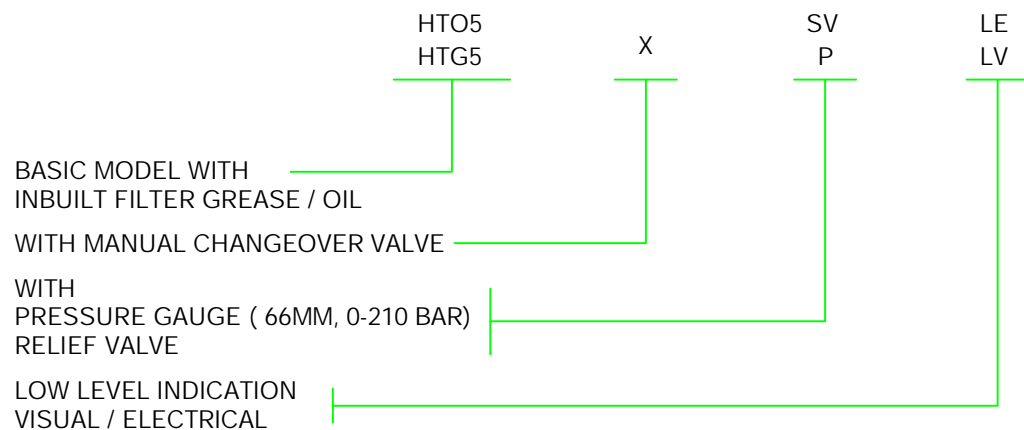 HTO5 SV LE
HTG5 X P LV
BASIC MODEL WITH
INBUILT FILTER GREASE / OIL
WITH MANUAL CHANGEOVER VALVE
WITH
PRESSURE GAUGE ( 66MM, 0-210 BAR)
RELIEF VALVE
LOW LEVEL INDICATION
VISUAL / ELECTRICAL